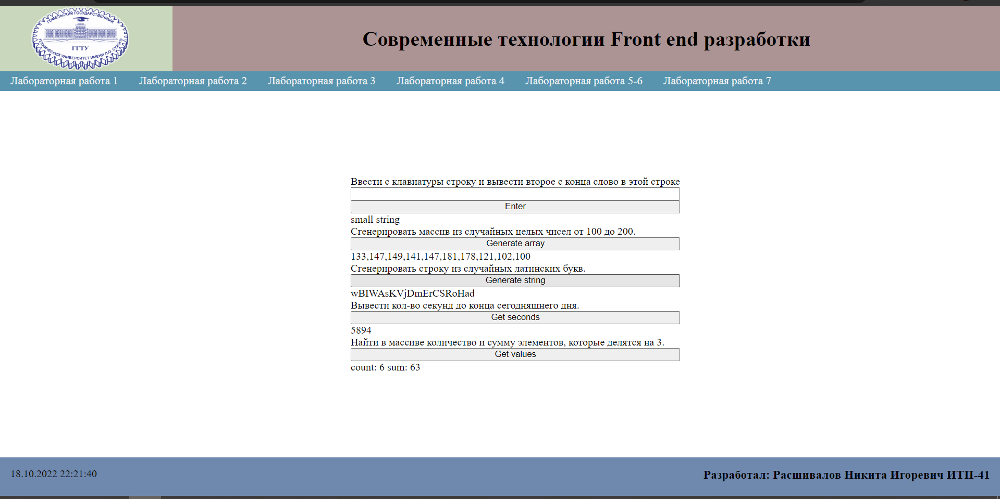 ГОМЕЛЬСКИЙ ГОСУДАРСТВЕННЫЙ
ТЕХНИЧЕСКИЙ УНИВЕРСИТЕТ ИМЕНИ П.О. СУХОГО
ГГТУ
Современные технологии Front end разработки
Лабораторная работа 1 Лабораторная работа 2 Лабораторная работа 3 Лабораторная работа 4 Лабораторная работа 5-6 Лабораторная работа 7
Ввести с клавиатуры строку и вывести второе с конца слово в этой строке
Enter
small string
Сгенерировать массив из случайных целых чисел от 100 до 200.
Generate array
133,147,149,141,147,181,178,121,102,100
Сгенерировать строку из случайных латинских букв.
Generate string
wBIWAsKVjDmErCSRoHad
Вывести кол-во секунд до конца сегодняшнего дня.
Get seconds
5894
Найти в массиве количество и сумму элементов, которые делятся на 3.
Get values
count: 6 sum: 63
18.10.2022 22:21:40
Разработал: Расшивалов Никита Игоревич ИТП-41